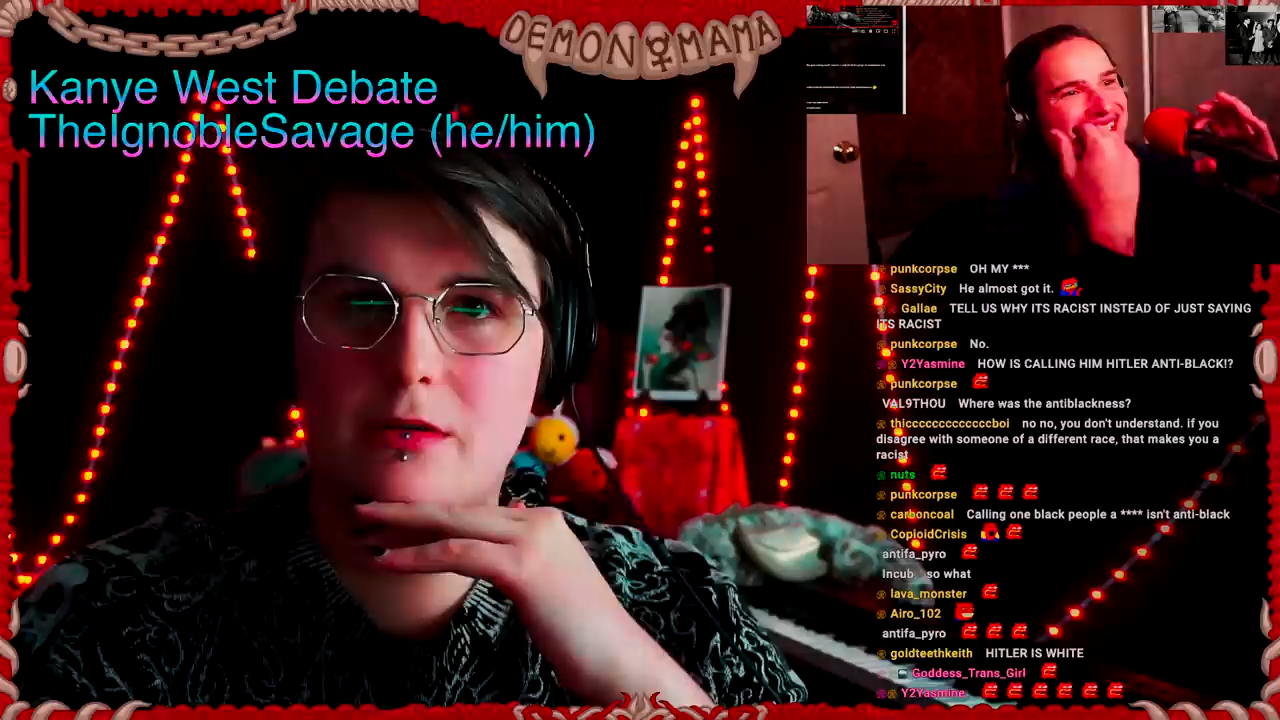 DEMON MAMA
Kanye West Debate
TheIgnobleSavage (he/him)
punkcorpse OH MY ***
SassyCity He almost got it.
Gallae TELL US WHY ITS RACIST INSTEAD OF JUST SAYING
ITS RACIST
punkcorpse No.
Y2Yasmine HOW IS CALLING HIM HITLER ANTI-BLACK!?
punkcorpse
VAL9THOU Where was the antiblackness?
thiccccccccccccboi no no, you don't understand. if you
disagree with someone of a different race, that makes you a
racist
nuts
punkcorpse
carboncoal Calling one black people a **** isn't anti-black
CopioidCrisis
antifa_pyro
Incub so what
lava_monster
Airo_102
antifa_pyro
goldteethkeith HITLER IS WHITE
Goddess_Trans_Girl
Y2Yasmine